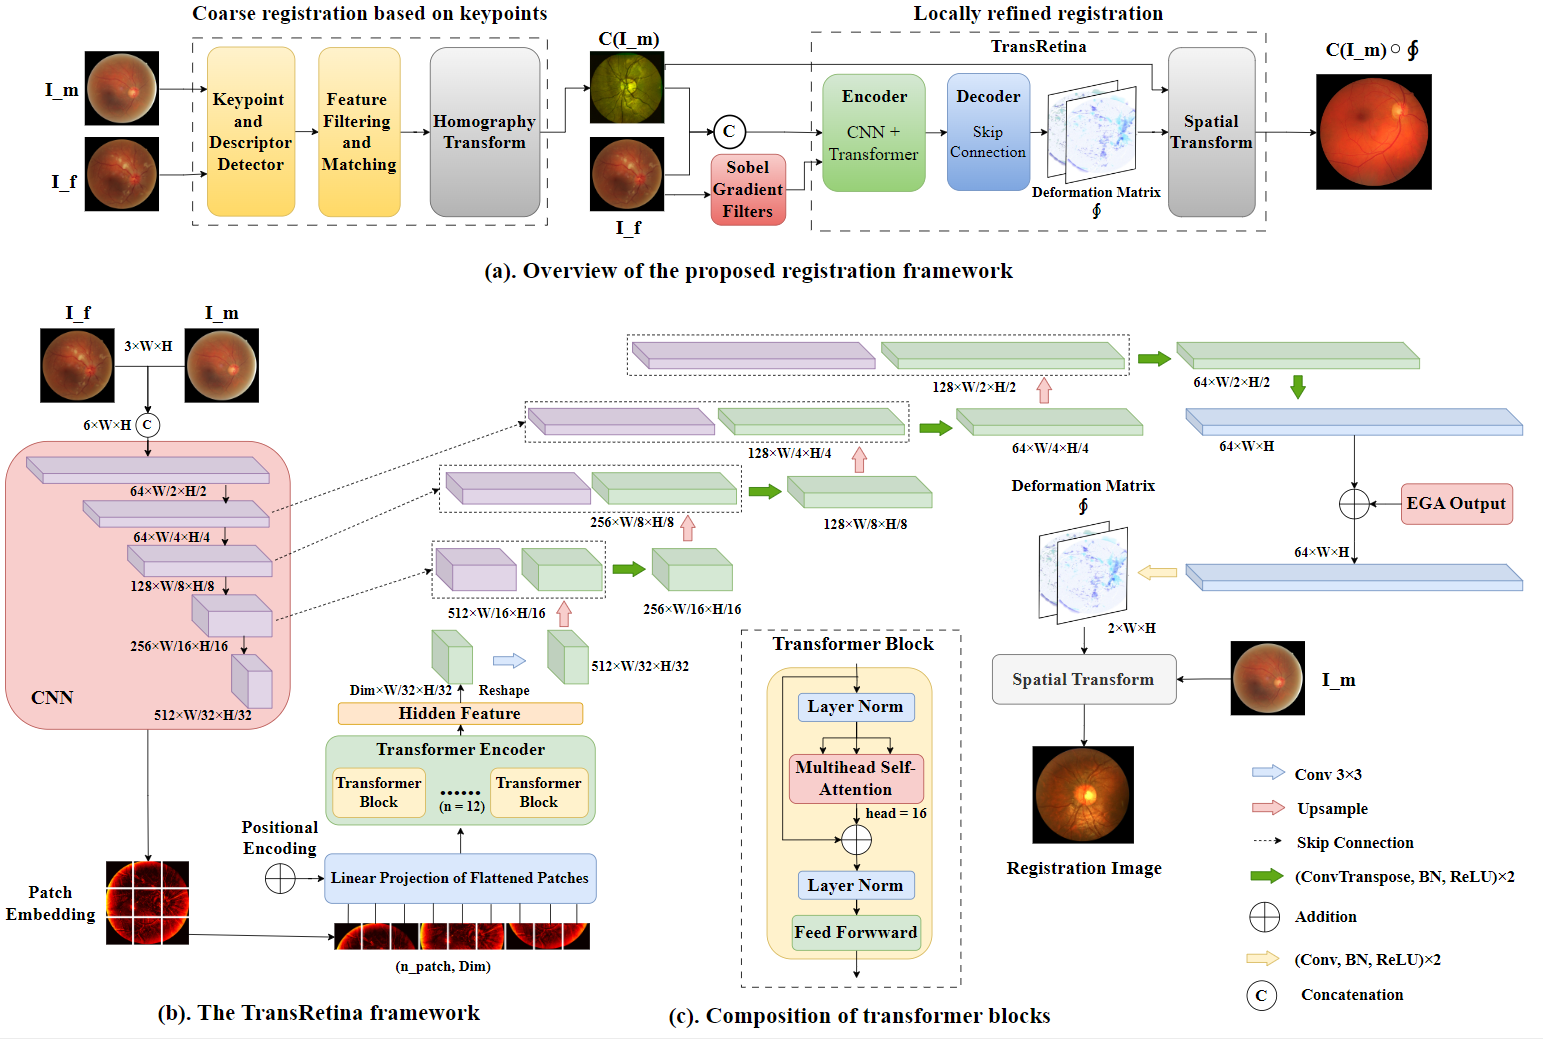 Coarse registration based on keypoints
Locally refined registration
I_m
I_f
Keypoint
and
Descriptor
Detector
Feature
Filtering
and
Matching
Homography
Transform
C(I_m)
I_f
C
Sobel
Gradient
Filters
TransRetina
Encoder
CNN +
Transformer
Decoder
Skip
Connection
Deformation Matrix
∮
Spatial
Transform
C(I_m) ○ ∮
(a). Overview of the proposed registration framework
I_f
I_m
3×W×H
6×W×H
C
64×W/2×H/2
64×W/4×H/4
128×W/8×H/8
256×W/16×H/16
CNN
512×W/32×H/32
Patch
Embedding
Positional
Encoding
Linear Projection of Flattened Patches
(n_patch, Dim)
Transformer Encoder
Transformer
Block
......
(n = 12)
Transformer
Block
Hidden Feature
Dim×W/32×H/32
Reshape
512×W/32×H/32
512×W/16×H/16
256×W/16×H/16
256×W/8×H/8
128×W/8×H/8
128×W/4×H/4
64×W/4×H/4
128×W/2×H/2
64×W/2×H/2
64×W×H
EGA Output
64×W×H
Deformation Matrix
∮
2×W×H
Spatial Transform
I_m
Registration Image
(b). The TransRetina framework
Transformer Block
Layer Norm
Multihead Self-
Attention
head = 16
Layer Norm
Feed Forwward
(c). Composition of transformer blocks
Conv 3×3
Upsample
Skip Connection
(ConvTranspose, BN, ReLU)×2
Addition
(Conv, BN, ReLU)×2
C
Concatenation